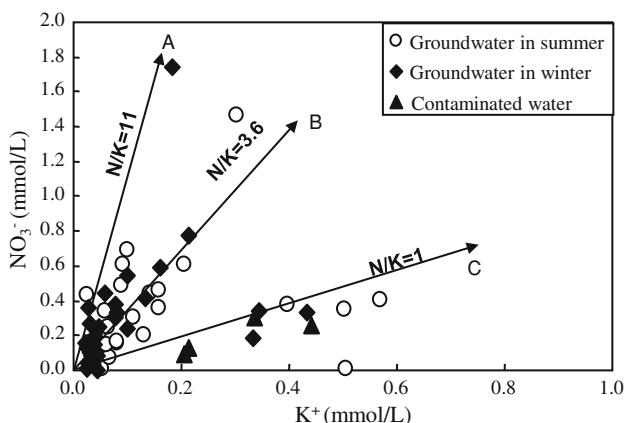 NO₃⁻ (mmol/L)
2.0
1.8
1.6
1.4
1.2
1.0
0.8
0.6
0.4
0.2
0.0
A
N/K=11
B
N/K=3.6
N/K=1
C
Groundwater in summer
Groundwater in winter
Contaminated water
0.0 0.2 0.4 0.6 0.8 1.0
K⁺ (mmol/L)